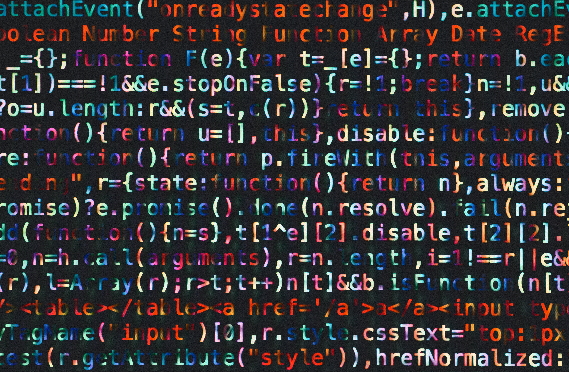 attachEvent("onreadystatechange",H),e.attachEv
oolean Number String Function Array Date RegE
_={};function F(e){var t=_[e]={};return b.eac
t[1])===!1&&e.stopOnFalse){r=!1;break}n=!1,u&
?o=u.length:r&&(s=t,c(r))}return this},remove
nction(){return u=[],this},disable:function()
re:function(){return p.fireWith(this,argument
e d n",r={state:function(){return n},always:
romise)?e.promise().done(n.resolve).fail(n.re
dd(function(){n=s},t[1^e][2].disable,t[2][2].
=0,n=h.call(arguments),r=n.length,i=1!==r||e&
(r),l=Array(r);r>t;t++)n[t]&&b.isFunction(n[t
/><table></table><a href='/a'>a</a><input typ
yTagName("input")[0],r.style.cssText="top:1px
test(r.getAttribute("style")),hrefNormalized: